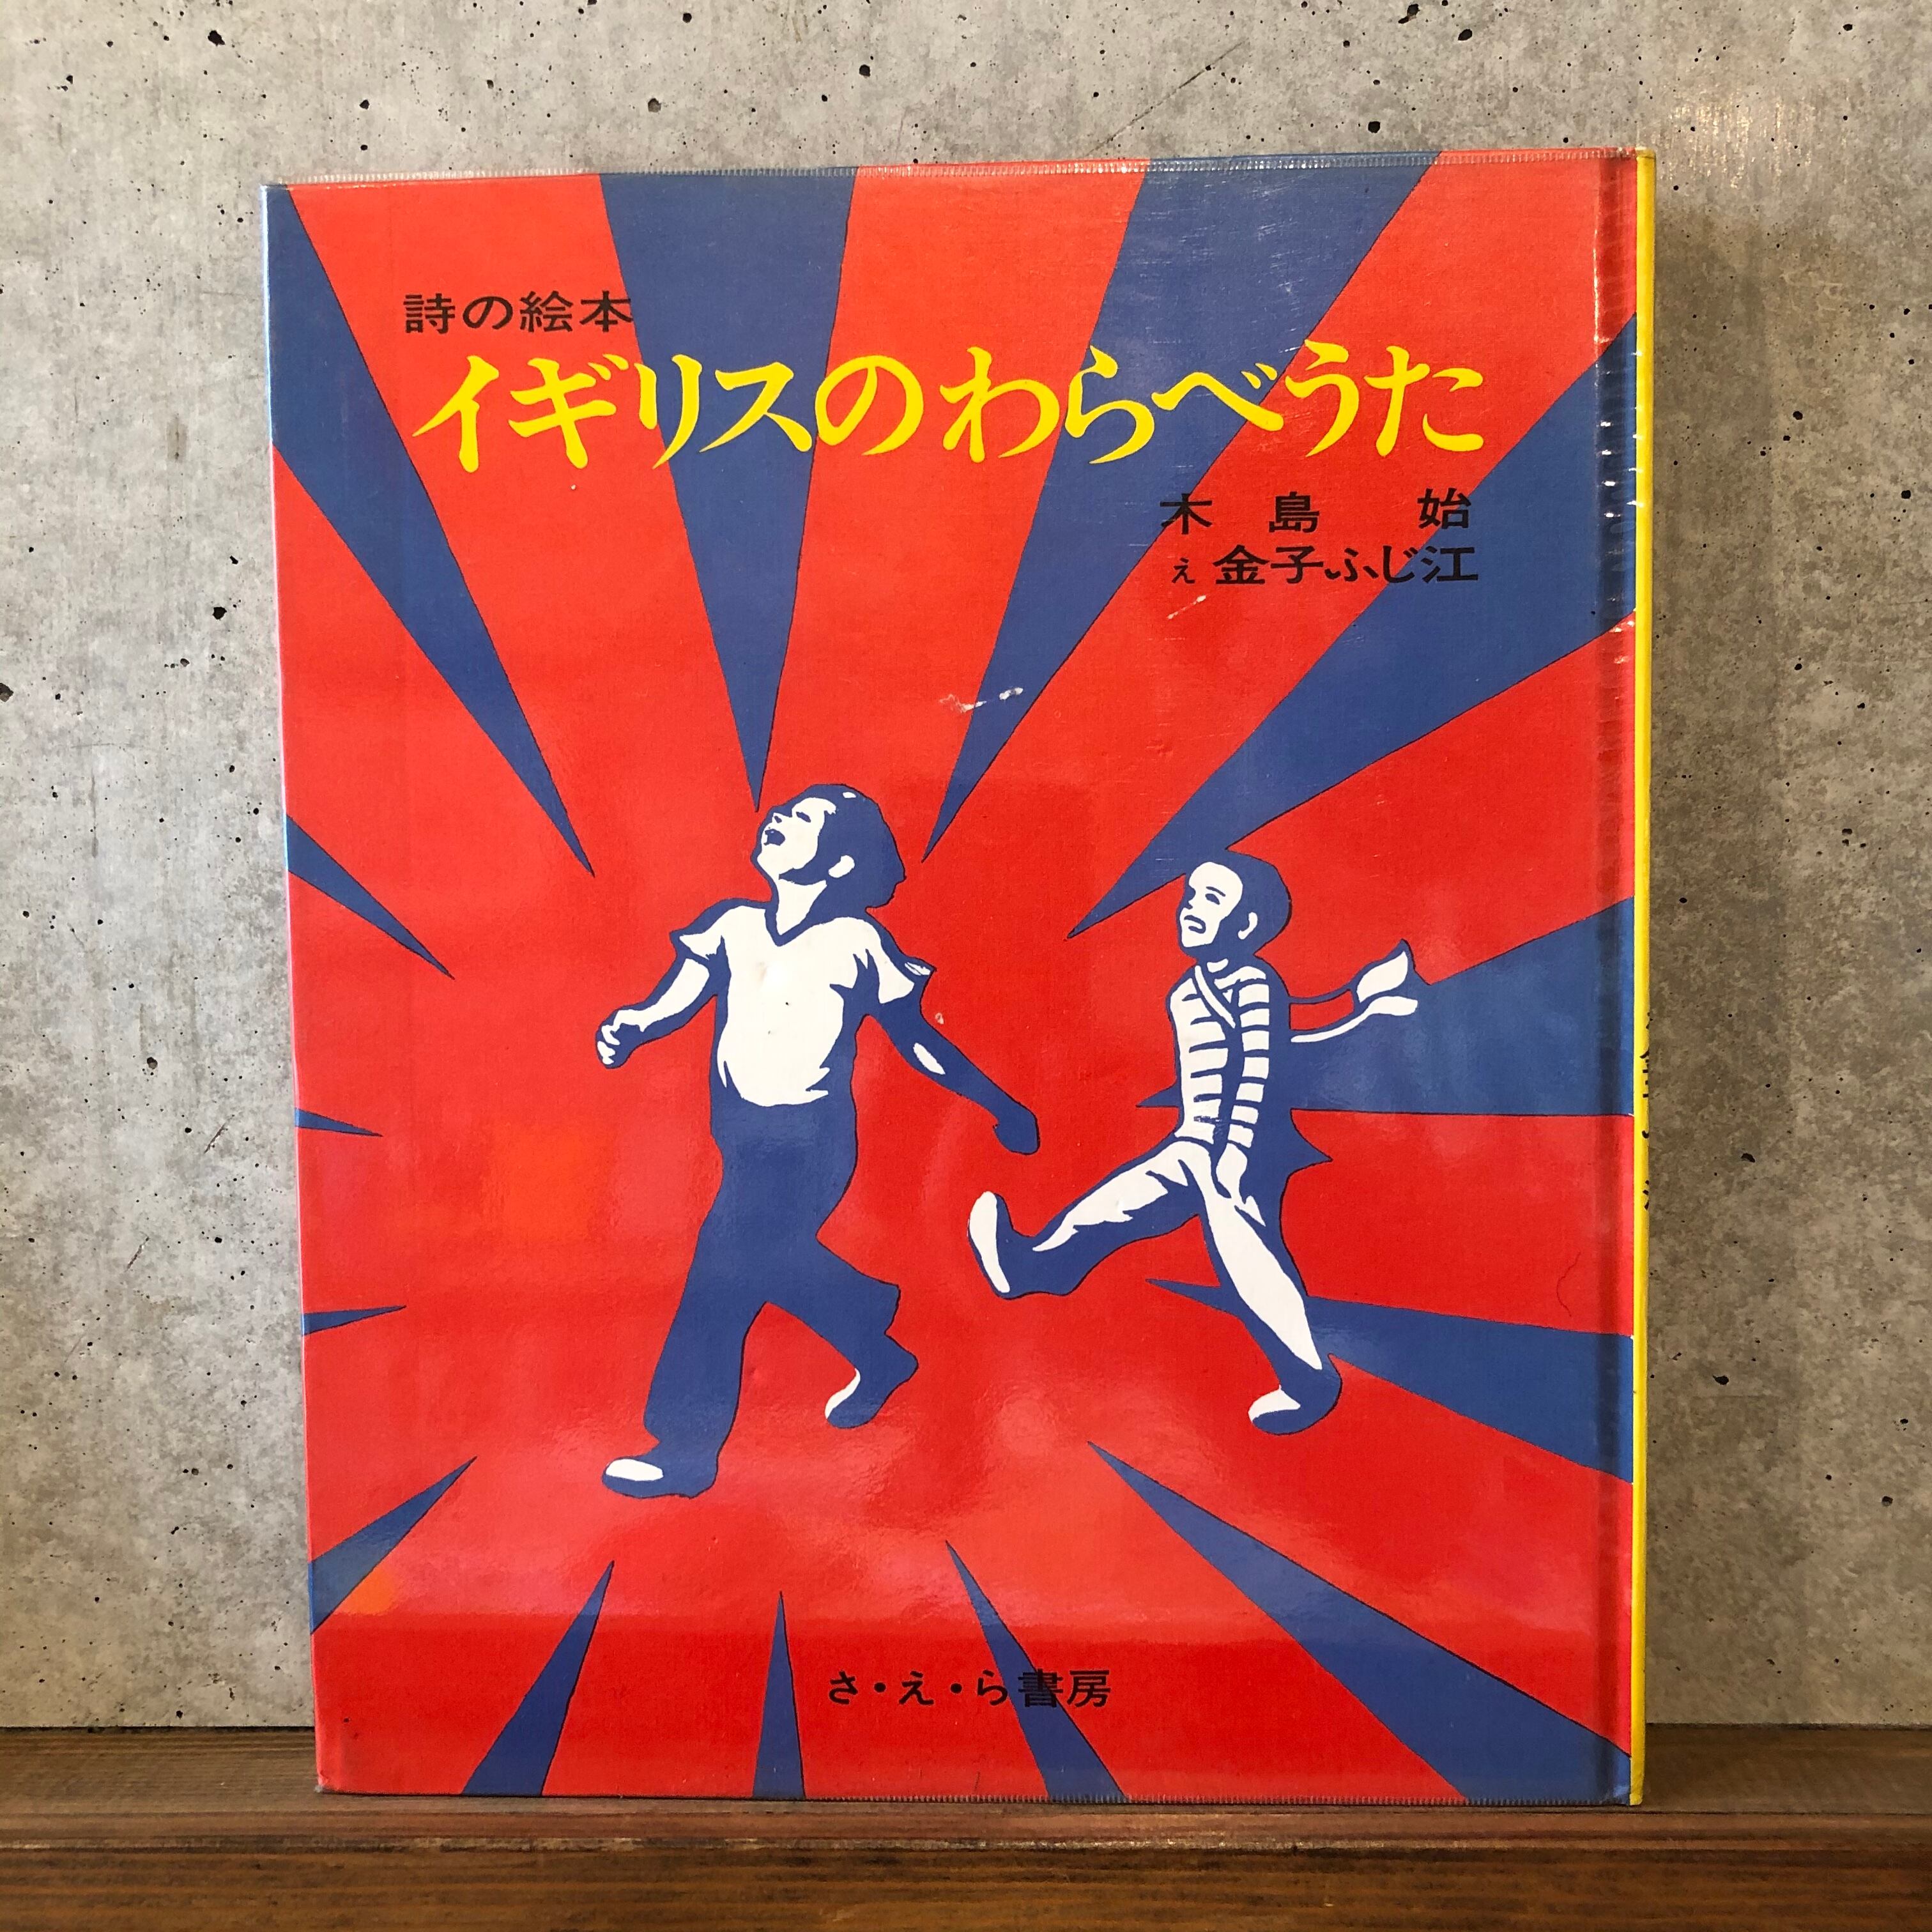 詩の絵本
イギリスのわらべうた
木島 始
え 金子ふじ江
さ・え・ら書房